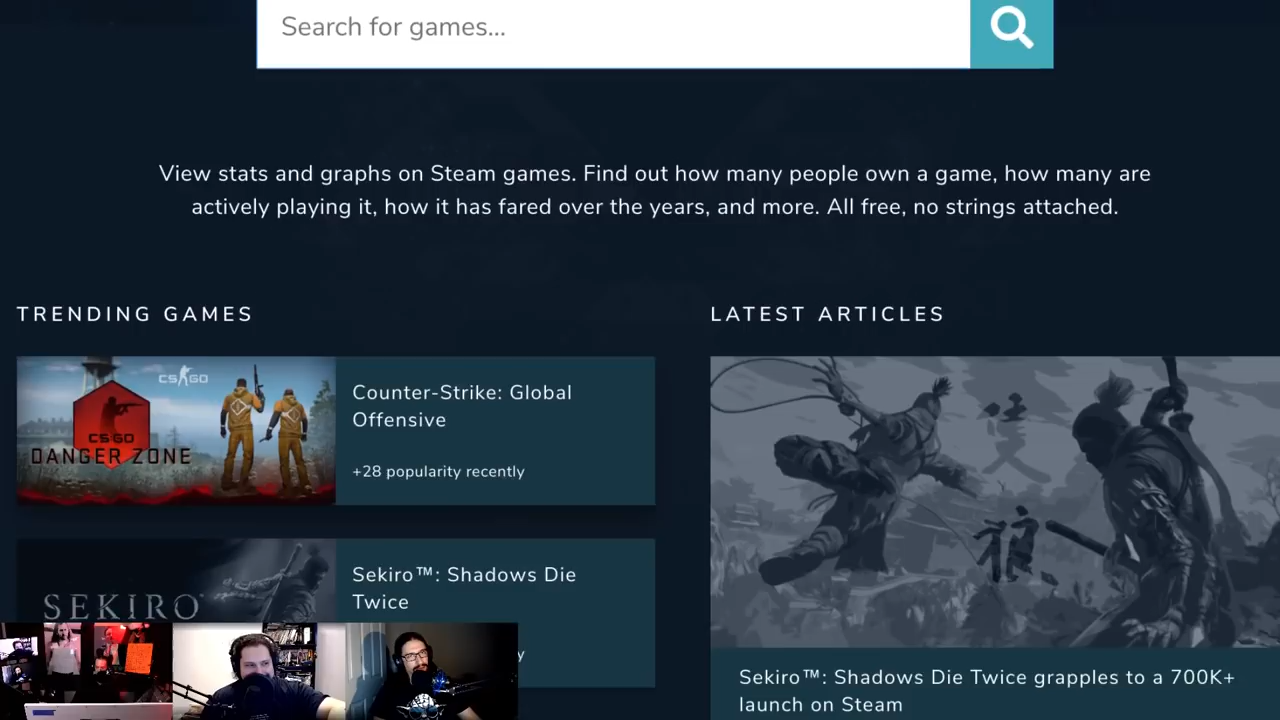 Search for games...
View stats and graphs on Steam games. Find out how many people own a game, how many are
actively playing it, how it has fared over the years, and more. All free, no strings attached.
TRENDING GAMES
LATEST ARTICLES
CS GO
CS GO
DANGER ZONE
Counter-Strike: Global
Offensive
+28 popularity recently
SEKIRO
Sekiro™: Shadows Die
Twice
y
狼
Sekiro™: Shadows Die Twice grapples to a 700K+
launch on Steam